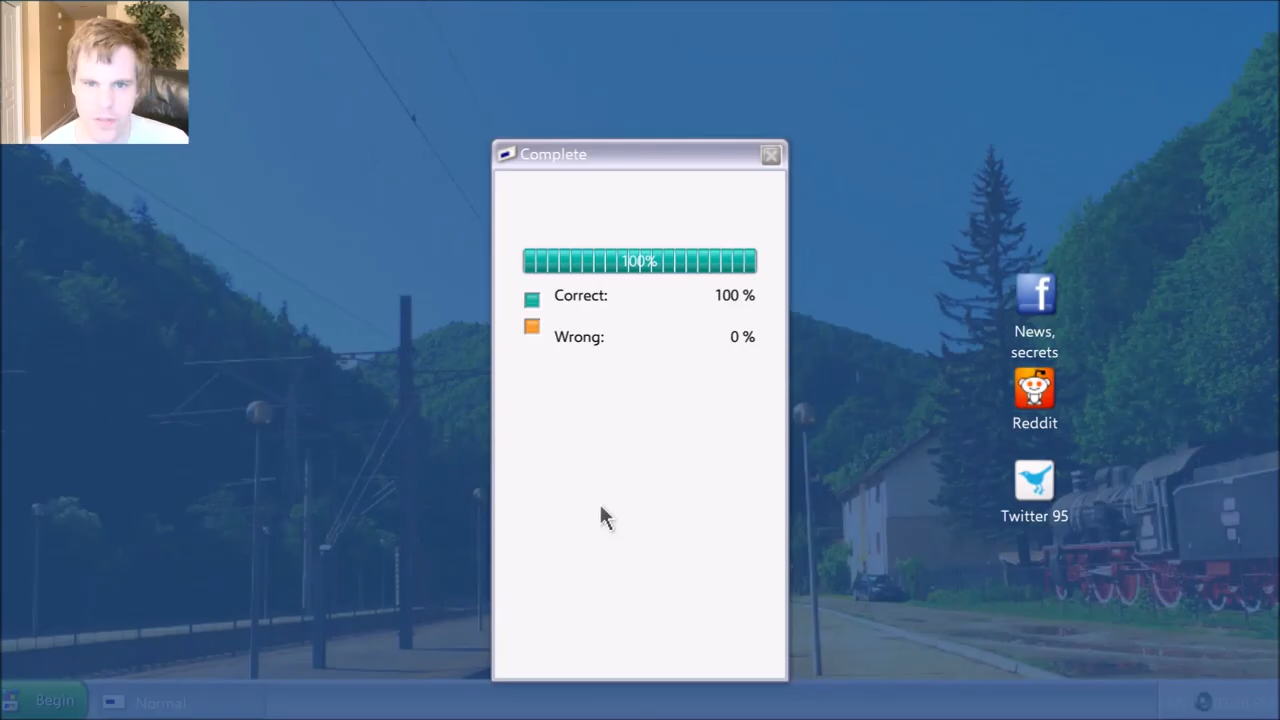 Complete
100%
Correct: 100 %
Wrong: 0 %
News,
secrets
Reddit
Twitter 95
Begin
Normal